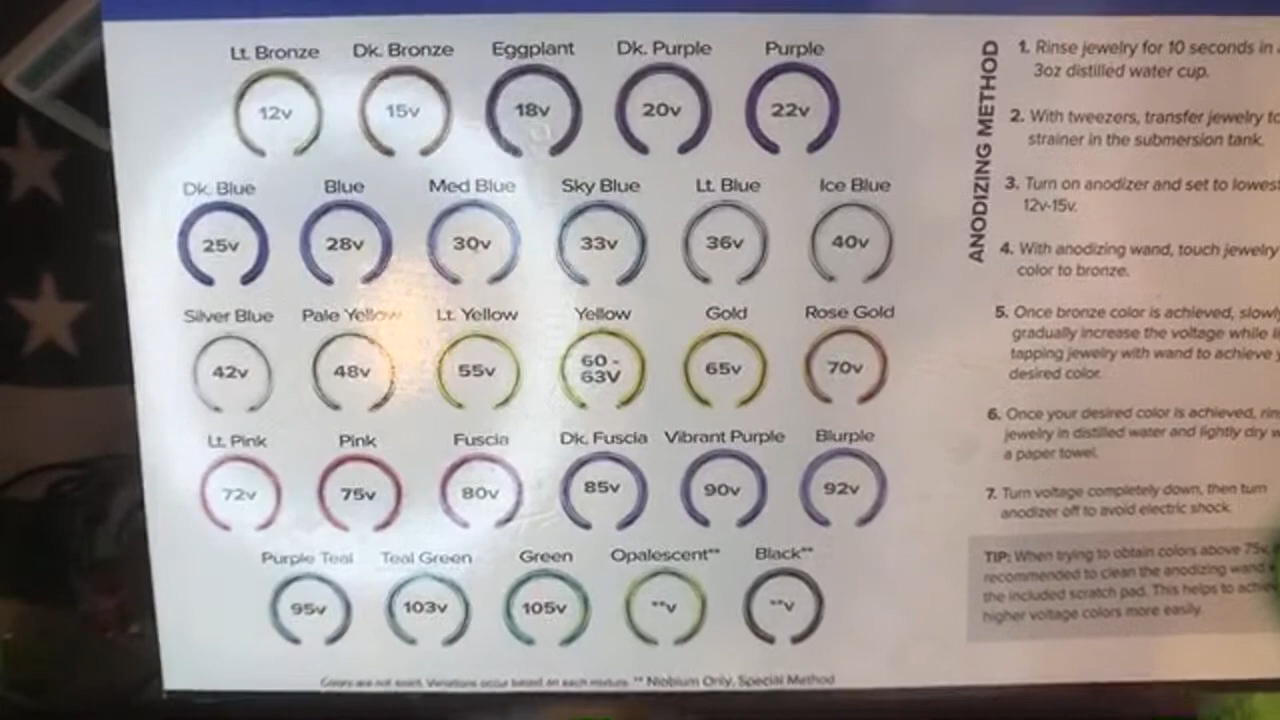 Lt. Bronze Dk. Bronze Eggplant Dk. Purple Purple
12v 15v 18v 20v 22v
Dk. Blue Blue Med Blue Sky Blue Lt. Blue Ice Blue
25v 28v 30v 33v 36v 40v
Silver Blue Pale Yellow Lt. Yellow Yellow Gold Rose Gold
42v 48v 55v 60 - 63V 65v 70v
Lt. Pink Pink Fuscia Dk. Fuscia Vibrant Purple Blurple
72v 75v 80v 85v 90v 92v
Purple Teal Teal Green Green Opalescent** Black**
95v 103v 105v **v **v
Colors are not exact. Variations occur based on each mixture. ** Niobium Only, Special Method
ANODIZING METHOD
1. Rinse jewelry for 10 seconds in
3oz distilled water cup.
2. With tweezers, transfer jewelry to
strainer in the submersion tank.
3. Turn on anodizer and set to lowest
12v-15v.
4. With anodizing wand, touch jewelry
color to bronze.
5. Once bronze color is achieved,
gradually increase the voltage while
tapping jewelry with wand to achieve
desired color.
6. Once your desired color is achieved,
jewelry in distilled water and lightly dry
a paper towel.
7. Turn voltage completely down, then turn
anodizer off to avoid electric shock.
TIP: When trying to obtain colors above 75v,
recommended to clean the anodizing wand
the included scratch pad. This helps to
higher voltage colors more easily.